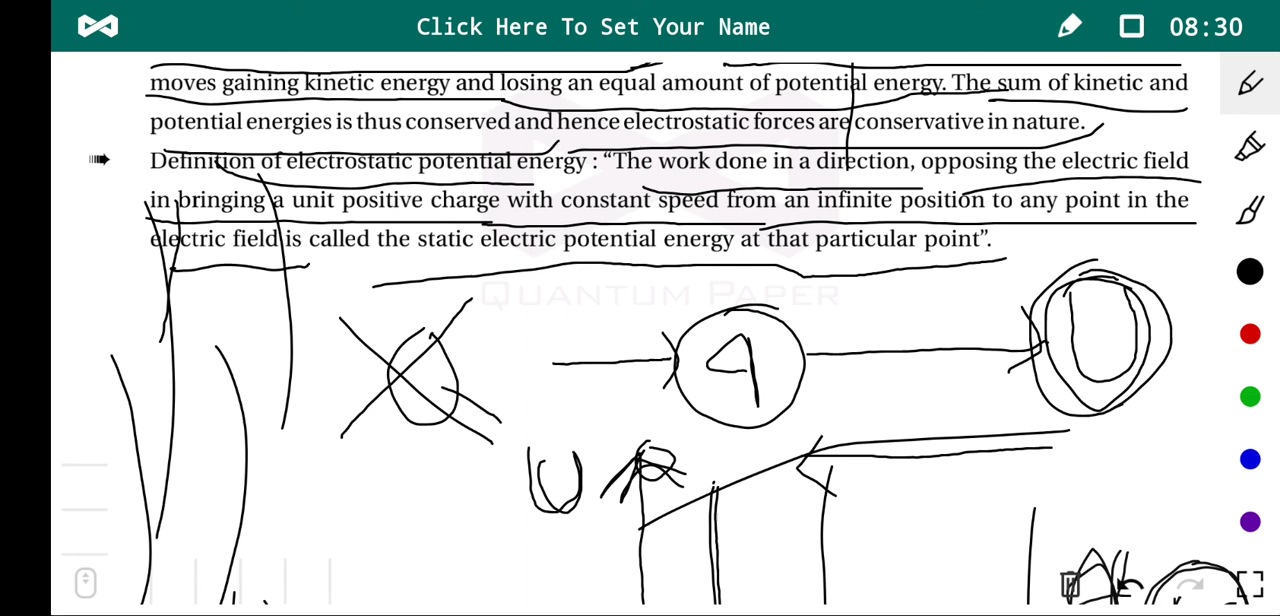 Click Here To Set Your Name 08:30
moves gaining kinetic energy and losing an equal amount of potential energy. The sum of kinetic and
potential energies is thus conserved and hence electrostatic forces are conservative in nature.
Definition of electrostatic potential energy : “The work done in a direction, opposing the electric field
in bringing a unit positive charge with constant speed from an infinite position to any point in the
electric field is called the static electric potential energy at that particular point”.
QUANTUM PAPER